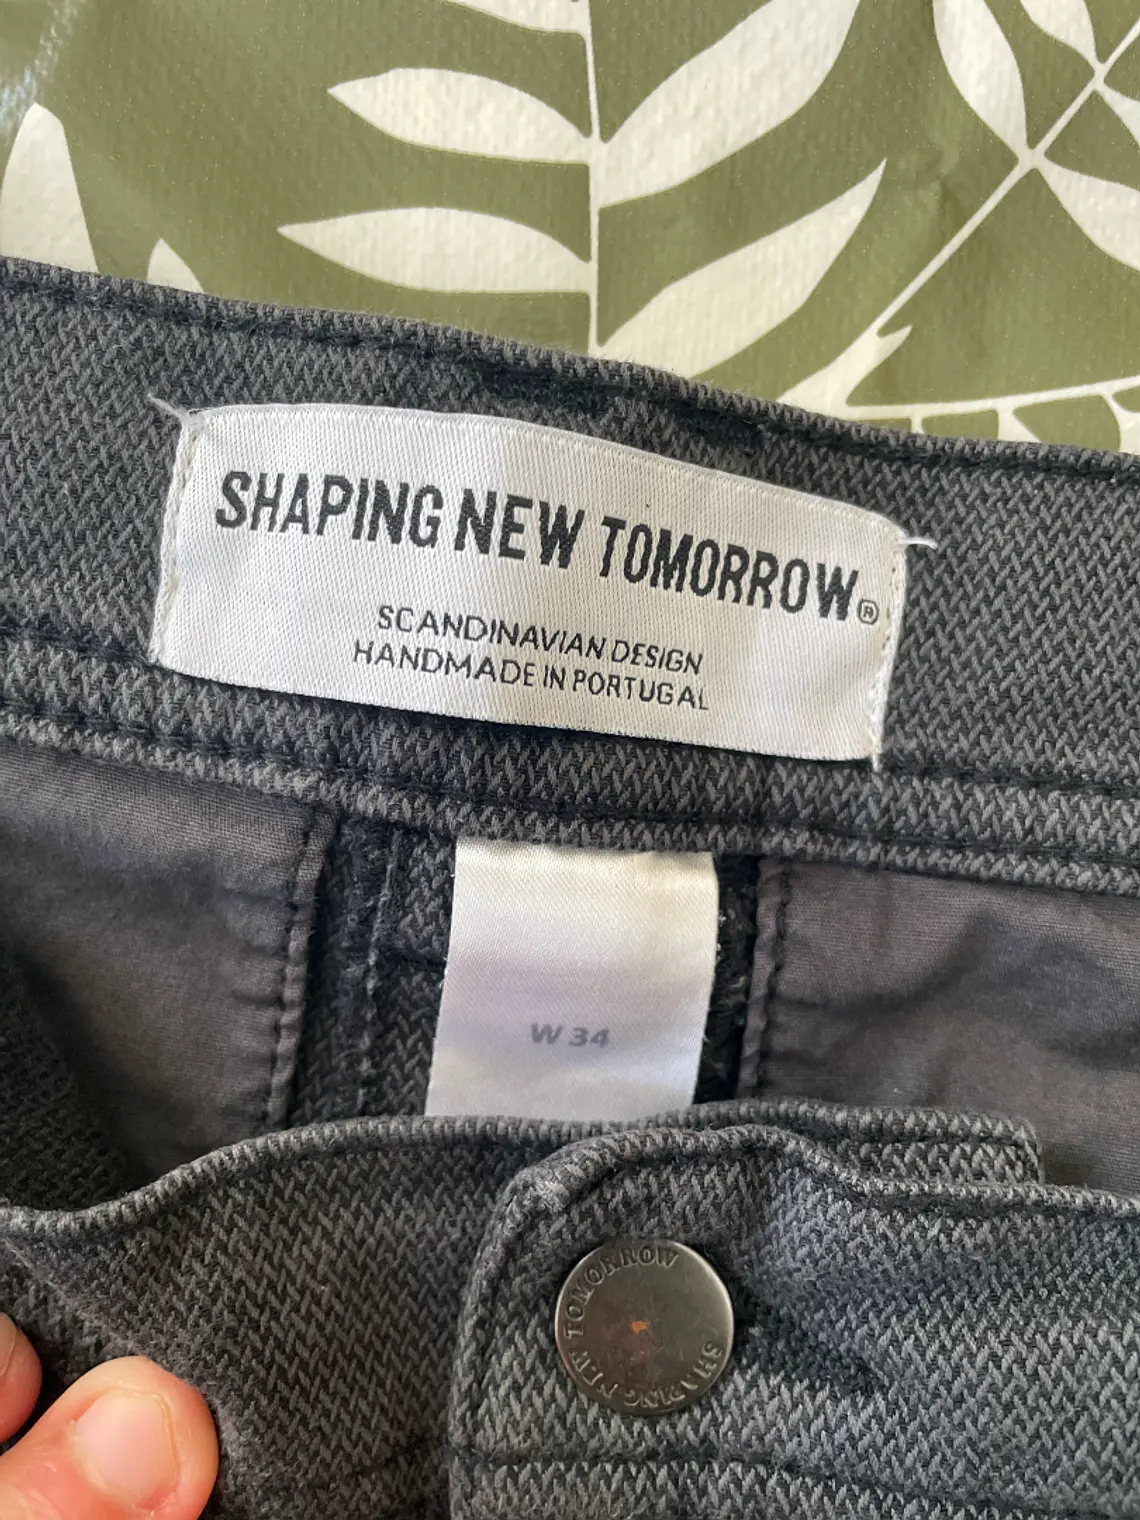 SHAPING NEW TOMORROW®
SCANDINAVIAN DESIGN
HANDMADE IN PORTUGAL
W 34
SHAPING NEW TOMORROW